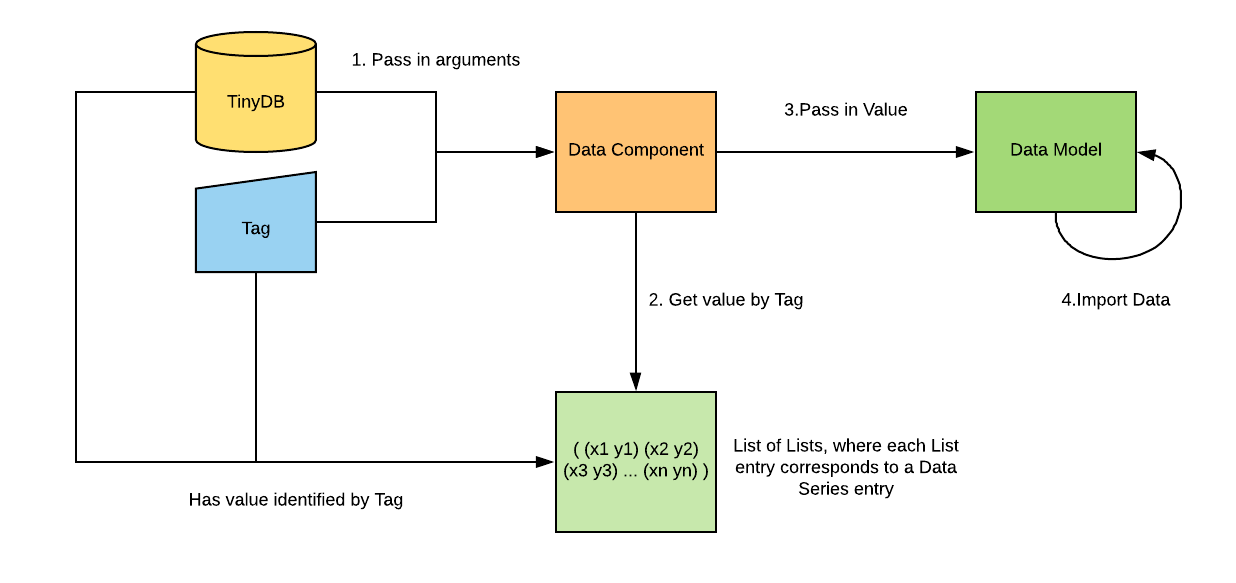 1. Pass in arguments
TinyDB
3.Pass in Value
Data Component
Data Model
Tag
2. Get value by Tag
4.Import Data
( (x1 y1) (x2 y2)
(x3 y3) ... (xn yn) )
List of Lists, where each List
entry corresponds to a Data
Series entry
Has value identified by Tag